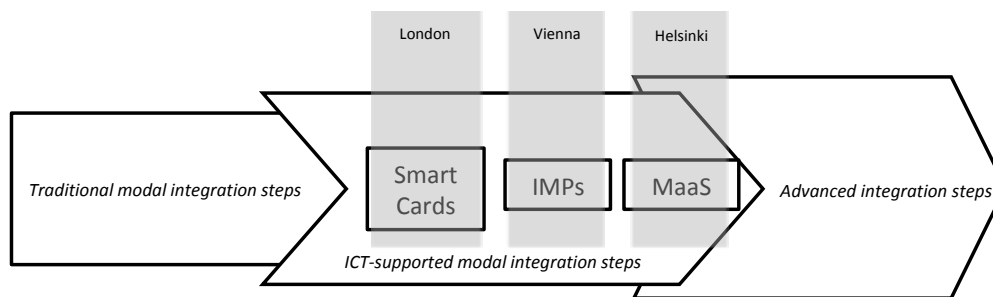 London
Vienna
Helsinki
Traditional modal integration steps
Smart
Cards
IMPs
MaaS
Advanced integration steps
ICT-supported modal integration steps